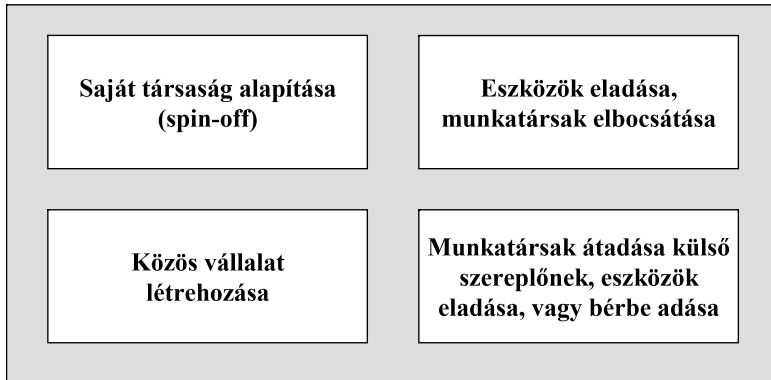 Saját társaság alapítása
(spin-off)
Eszközök eladása,
munkatársak elbocsátása
Közös vállalat
létrehozása
Munkatársak átadása külső
szereplőnek, eszközök
eladása, vagy bérbe adása